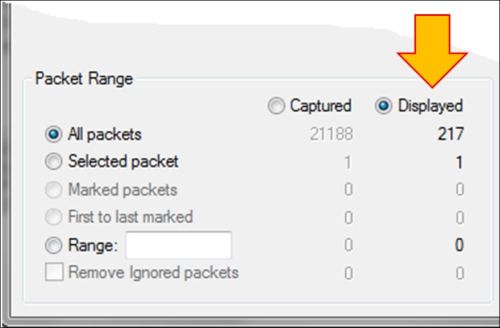 Packet Range
Captured Displayed
All packets 21188 217
Selected packet 1 1
Marked packets 0 0
First to last marked 0 0
Range: 0 0
Remove Ignored packets 0 0